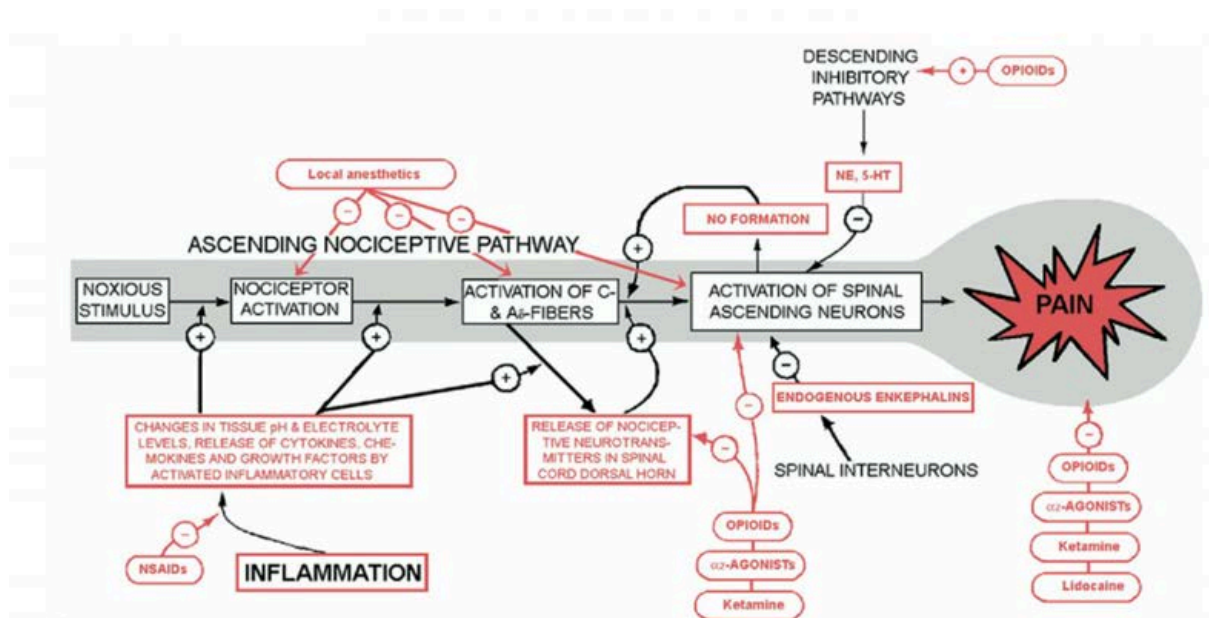 DESCENDING
INHIBITORY
PATHWAYS
+
OPIOIDs
Local anesthetics
−
−
−
NE, 5-HT
−
NO FORMATION
+
ASCENDING NOCICEPTIVE PATHWAY
NOXIOUS
STIMULUS
NOCICEPTOR
ACTIVATION
ACTIVATION OF C-
& Aδ-FIBERS
ACTIVATION OF SPINAL
ASCENDING NEURONS
PAIN
+
+
+
+
−
ENDOGENOUS ENKEPHALINS
SPINAL INTERNEURONS
CHANGES IN TISSUE pH & ELECTROLYTE
LEVELS, RELEASE OF CYTOKINES, CHE-
MOKINES AND GROWTH FACTORS BY
ACTIVATED INFLAMMATORY CELLS
RELEASE OF NOCICEP-
TIVE NEUROTRANS-
MITTERS IN SPINAL
CORD DORSAL HORN
−
−
−
NSAIDs
INFLAMMATION
OPIOIDs
α2-AGONISTs
Ketamine
−
OPIOIDs
α2-AGONISTs
Ketamine
Lidocaine